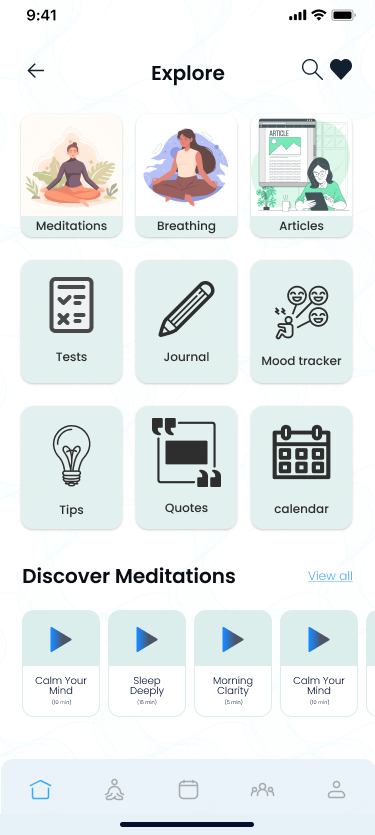 9:41
Explore
ARTICLE
Meditations
Breathing
Articles
Tests
Journal
Mood tracker
Tips
Quotes
calendar
Discover Meditations
View all
Calm Your
Mind
(10 min)
Sleep
Deeply
(15 min)
Morning
Clarity
(5 min)
Calm Your
Mind
(10 min)